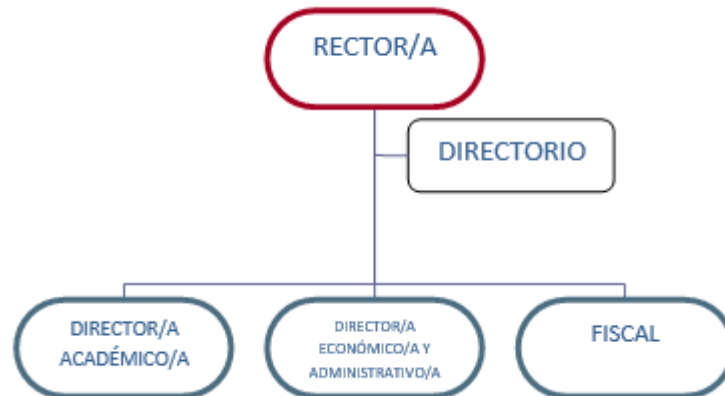 RECTOR/A
DIRECTORIO
DIRECTOR/A
ACADÉMICO/A
DIRECTOR/A
ECONÓMICO/A Y
ADMINISTRATIVO/A
FISCAL